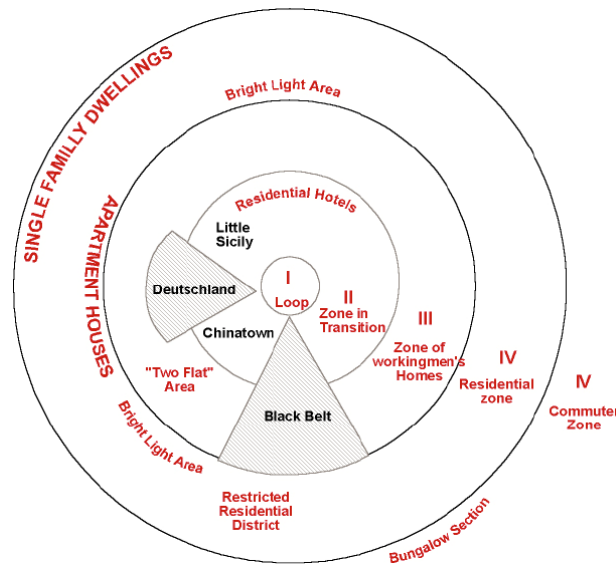 SINGLE FAMILLY DWELLINGS
Bright Light Area
APARTMENT HOUSES
Residential Hotels
Little
Sicily
Deutschland
I
Loop
II
Zone in
Transition
III
Zone of
workingmen's
Homes
IV
Residential
zone
IV
Commuter
Zone
Chinatown
"Two Flat"
Area
Black Belt
Bright Light Area
Restricted
Residential
District
Bungalow Section